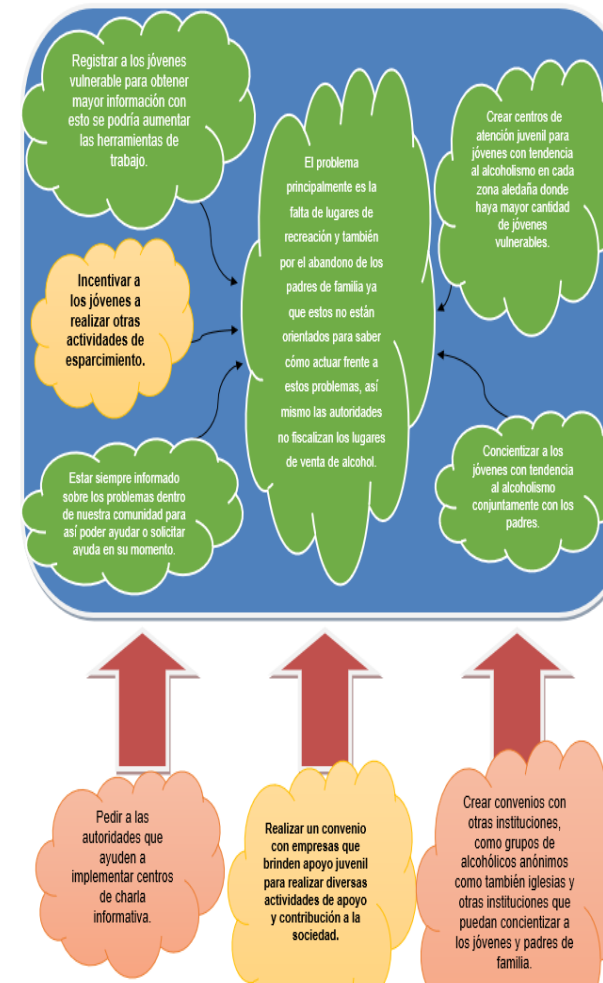 Registrar a los jóvenes
vulnerable para obtener
mayor información con
esto se podría aumentar
las herramientas de
trabajo.
Incentivar a
los jóvenes a
realizar otras
actividades de
esparcimiento.
Estar siempre informado
sobre los problemas dentro
de nuestra comunidad para
así poder ayudar o solicitar
ayuda en su momento.
El problema
principalmente es la
falta de lugares de
recreación y también
por el abandono de los
padres de familia ya
que estos no están
orientados para saber
cómo actuar frente a
estos problemas, así
mismo las autoridades
no fiscalizan los lugares
de venta de alcohol.
Crear centros de
atención juvenil para
jóvenes con tendencia
al alcoholismo en cada
zona aledaña donde
haya mayor cantidad
de jóvenes
vulnerables.
Concientizar a los
jóvenes con tendencia
al alcoholismo
conjuntamente con los
padres.
Pedir a las
autoridades que
ayuden a
implementar centros
de charla
informativa.
Realizar un convenio
con empresas que
brinden apoyo juvenil
para realizar diversas
actividades de apoyo
y contribución a la
sociedad.
Crear convenios con
otras instituciones,
como grupos de
alcohólicos anónimos
como también iglesias y
otras instituciones que
puedan concientizar a
los jóvenes y padres de
familia.